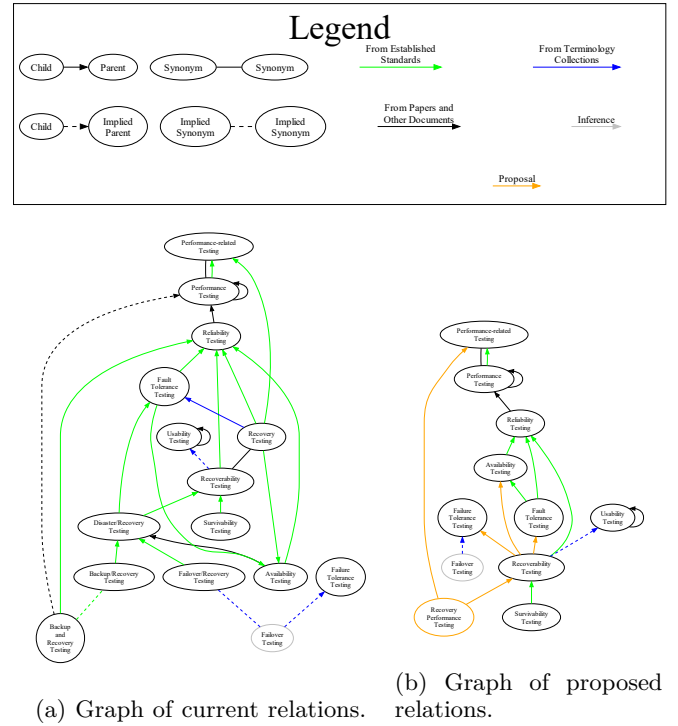 Legend
From Established
Standards
From Terminology
Collections
Child
Parent
Synonym
Synonym
From Papers and
Other Documents
Inference
Child
Implied
Parent
Implied
Synonym
Implied
Synonym
Proposal
Performance-related
Testing
Performance
Testing
Reliability
Testing
Fault
Tolerance
Testing
Usability
Testing
Recovery
Testing
Recoverability
Testing
Disaster/Recovery
Testing
Survivability
Testing
Backup/Recovery
Testing
Failover/Recovery
Testing
Availability
Testing
Failure
Tolerance
Testing
Backup
and
Recovery
Testing
Failover
Testing
(a) Graph of current relations.
Performance-related
Testing
Performance
Testing
Reliability
Testing
Availability
Testing
Failure
Tolerance
Testing
Fault
Tolerance
Testing
Usability
Testing
Failover
Testing
Recoverability
Testing
Recovery
Performance
Testing
Survivability
Testing
(b) Graph of proposed
relations.